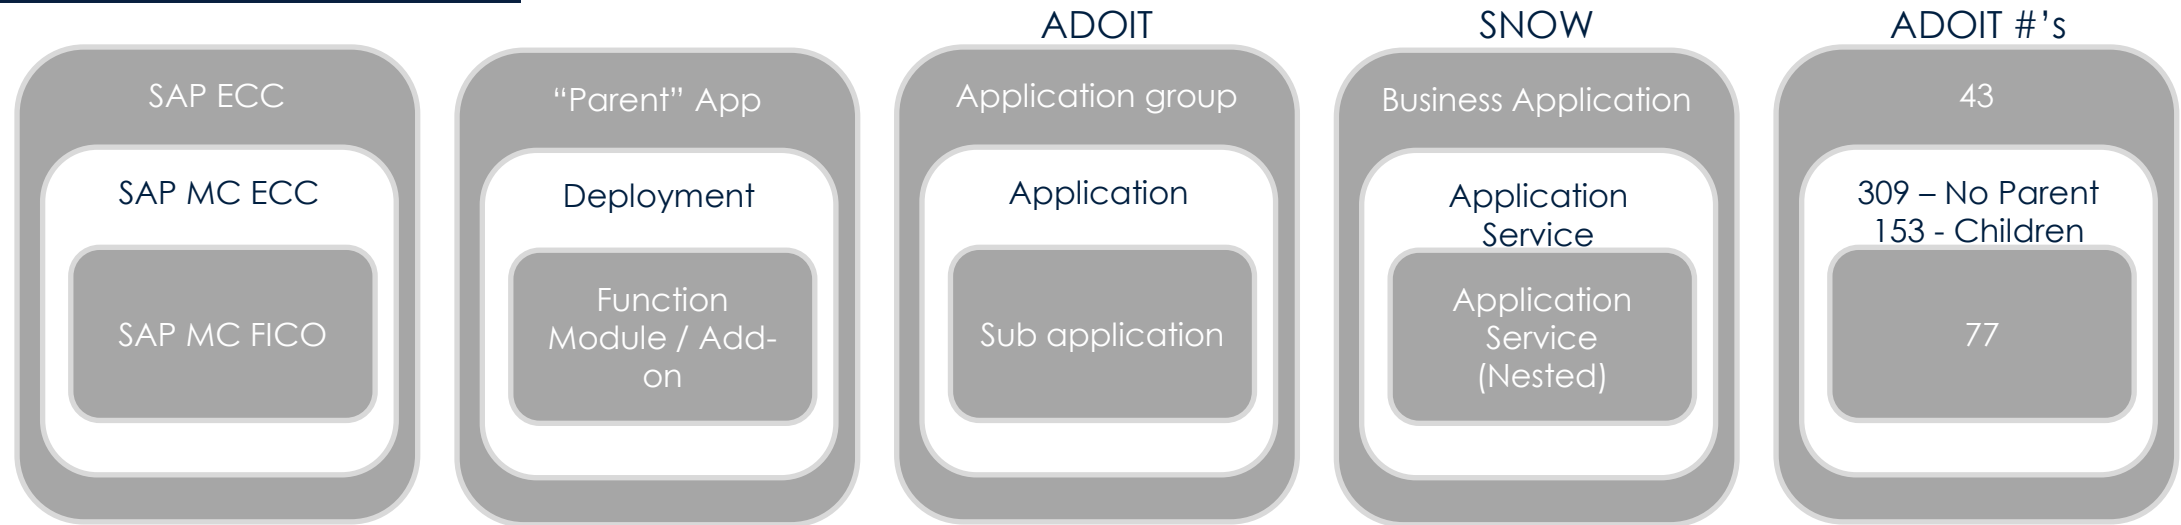 ADOIT
SNOW
ADOIT #’s
SAP ECC
SAP MC ECC
SAP MC FICO
“Parent” App
Deployment
Function
Module / Add-
on
Application group
Application
Sub application
Business Application
Application
Service
Application
Service
(Nested)
43
309 – No Parent
153 - Children
77